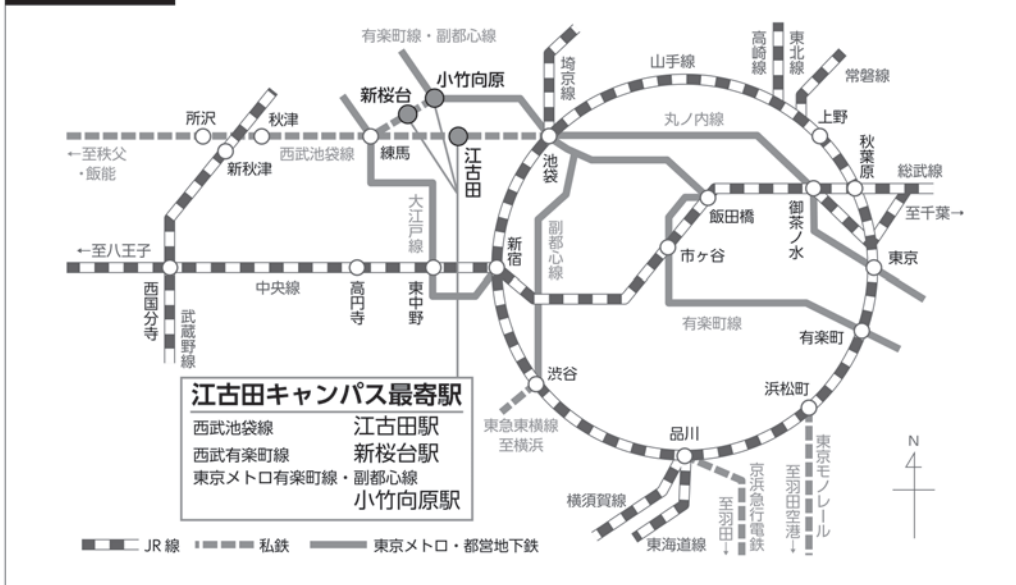 有楽町線・副都心線
小竹向原
新桜台
埼京線
山手線
高崎線
東北線
常磐線
所沢
秋津
丸ノ内線
上野
←至秩父
・飯能
新秋津
西武池袋線
練馬
江古田
池袋
秋葉原
総武線
至千葉→
大江戸線
飯田橋
御茶ノ水
←至八王子
新宿
副都心線
市ヶ谷
東京
西国分寺
武蔵野線
中央線
高円寺
東中野
有楽町線
有楽町
渋谷
浜松町
江古田キャンパス最寄駅
西武池袋線 江古田駅
西武有楽町線 新桜台駅
東京メトロ有楽町線・副都心線
小竹向原駅
東急東横線
至横浜
品川
京浜急行電鉄
至羽田→
東京モノレール
至羽田空港→
N
横須賀線
東海道線
JR線 私鉄 東京メトロ・都営地下鉄